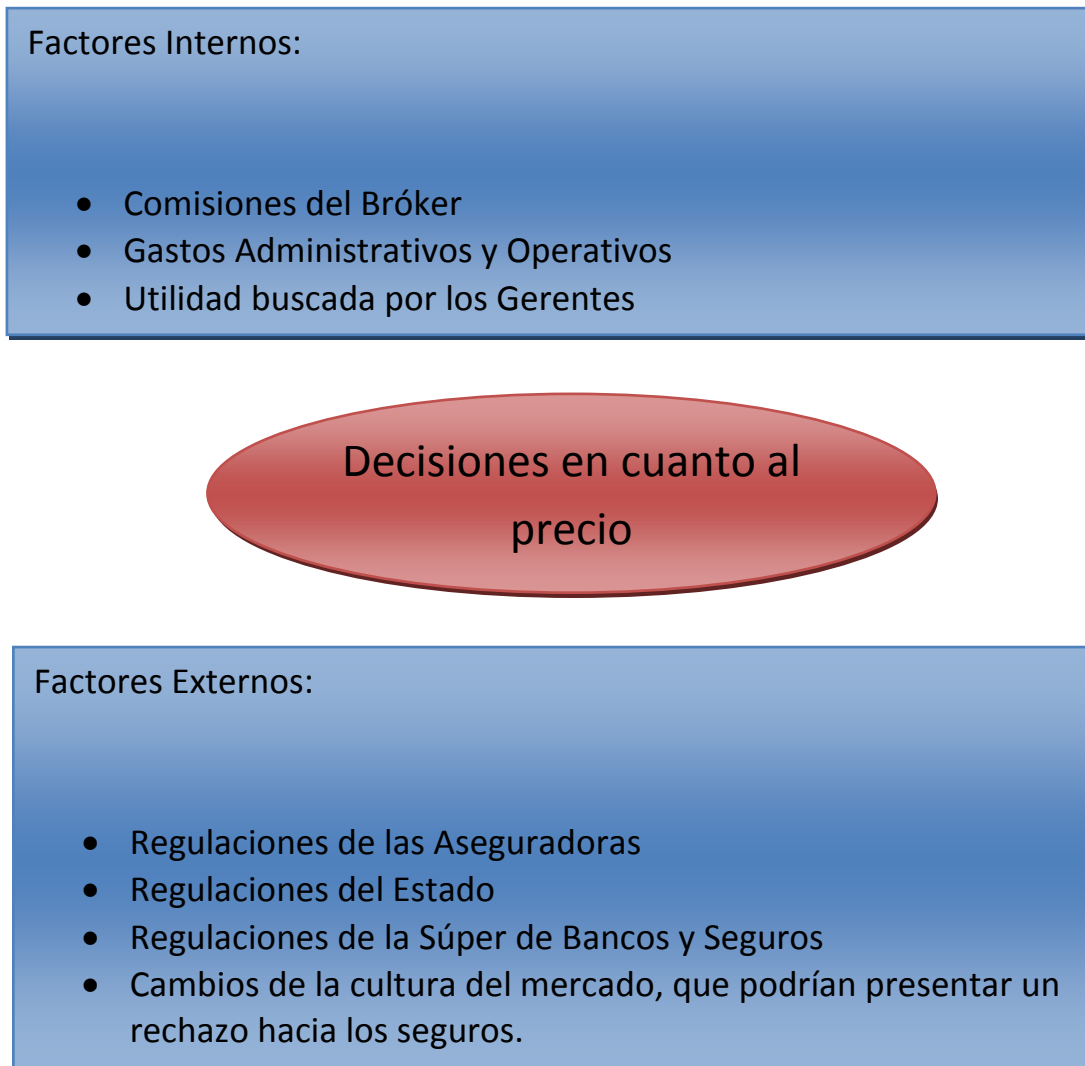 Factores Internos:
• Comisiones del Bróker
• Gastos Administrativos y Operativos
• Utilidad buscada por los Gerentes
Decisiones en cuanto al
precio
Factores Externos:
• Regulaciones de las Aseguradoras
• Regulaciones del Estado
• Regulaciones de la Súper de Bancos y Seguros
• Cambios de la cultura del mercado, que podrían presentar un
rechazo hacia los seguros.